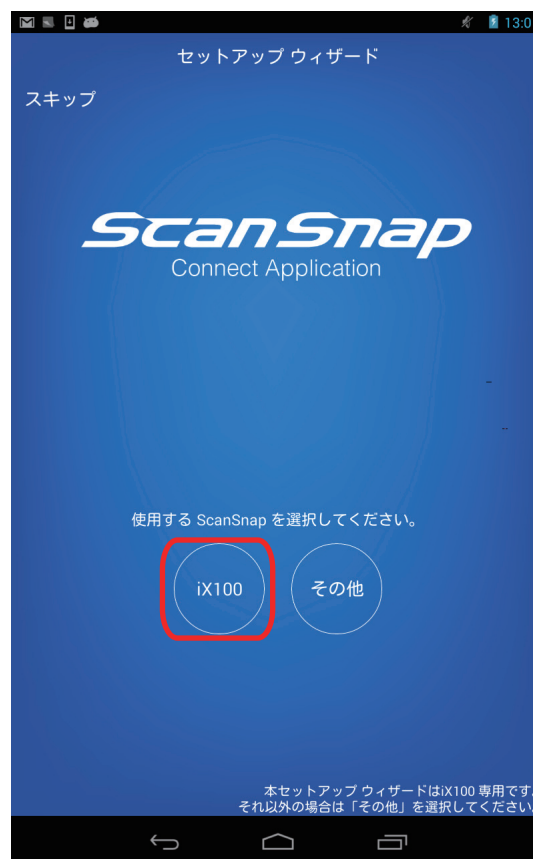 13:0
セットアップ ウィザード
スキップ
ScanSnap
Connect Application
使用する ScanSnap を選択してください。
iX100
その他
本セットアップ ウィザードはiX100 専用です。
それ以外の場合は「その他」を選択してください。